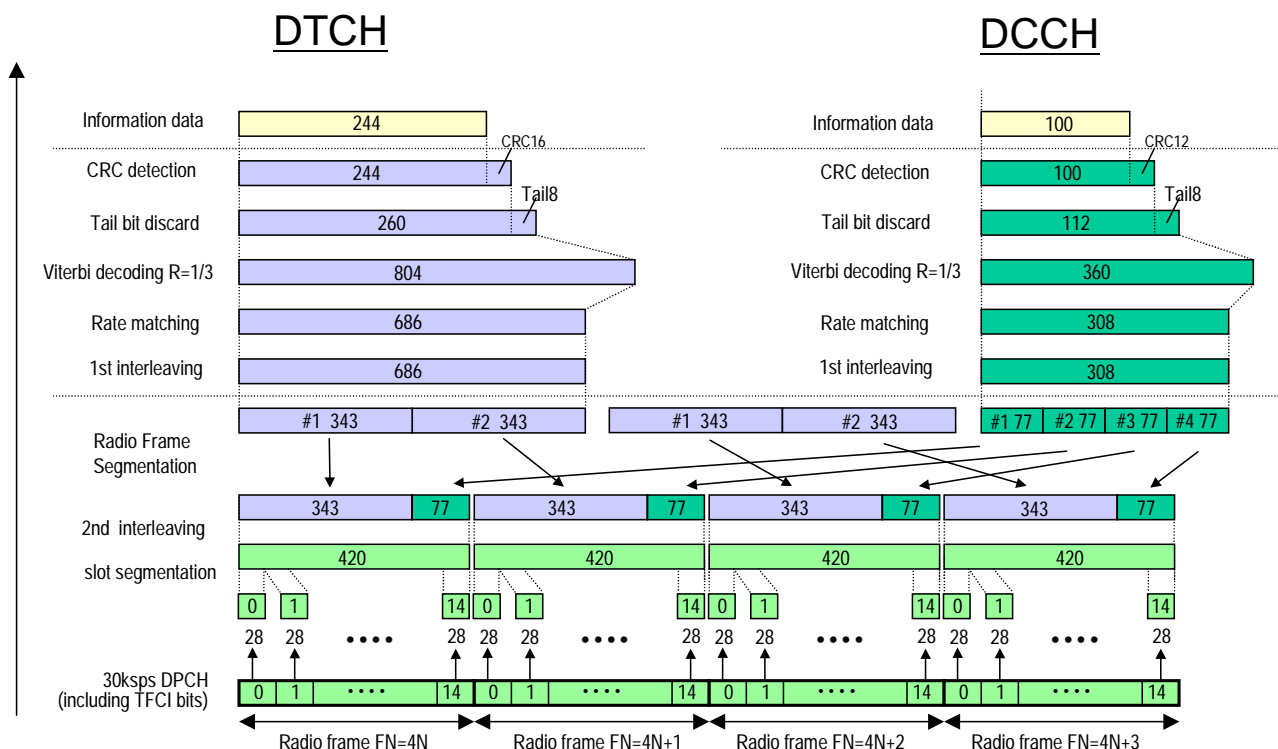 DTCH DCCH
Information data 244 Information data 100
CRC16 CRC12
CRC detection 244 CRC detection 100
Tail8 Tail8
Tail bit discard 260 Tail bit discard 112
Viterbi decoding R=1/3 804 Viterbi decoding R=1/3 360
Rate matching 686 Rate matching 308
1st interleaving 686 1st interleaving 308
#1 343 #2 343 #1 343 #2 343 #1 77 #2 77 #3 77 #4 77
Radio Frame
Segmentation
343 77 343 77 343 77 343 77
2nd interleaving
420 420 420 420
slot segmentation
0 1 14 0 1 14 0 1 14 0 1 14
28 28 •••• 28 28 28 •••• 28 28 28 •••• 28 28 28 •••• 28
30ksps DPCH
(including TFCI bits)
0 1 •••• 14 0 1 •••• 14 0 1 •••• 14 0 1 •••• 14
Radio frame FN=4N Radio frame FN=4N+1 Radio frame FN=4N+2 Radio frame FN=4N+3